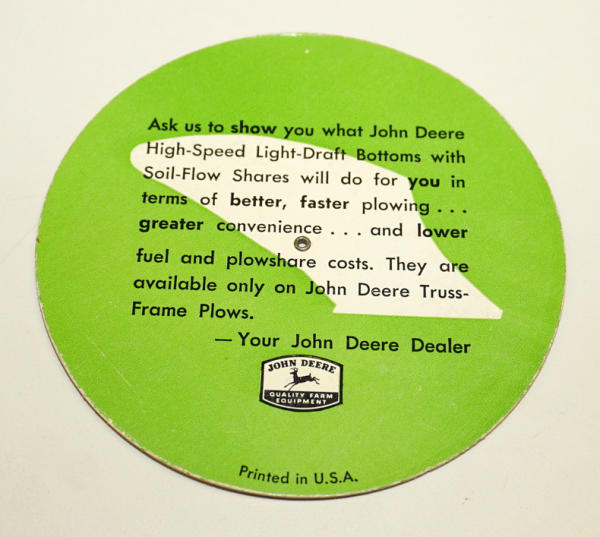 Ask us to show you what John Deere
High-Speed Light-Draft Bottoms with
Soil-Flow Shares will do for you in
terms of better, faster plowing . . .
greater convenience . . . and lower
fuel and plowshare costs. They are
available only on John Deere Truss-
Frame Plows.
— Your John Deere Dealer
JOHN DEERE
QUALITY FARM
EQUIPMENT
Printed in U.S.A.